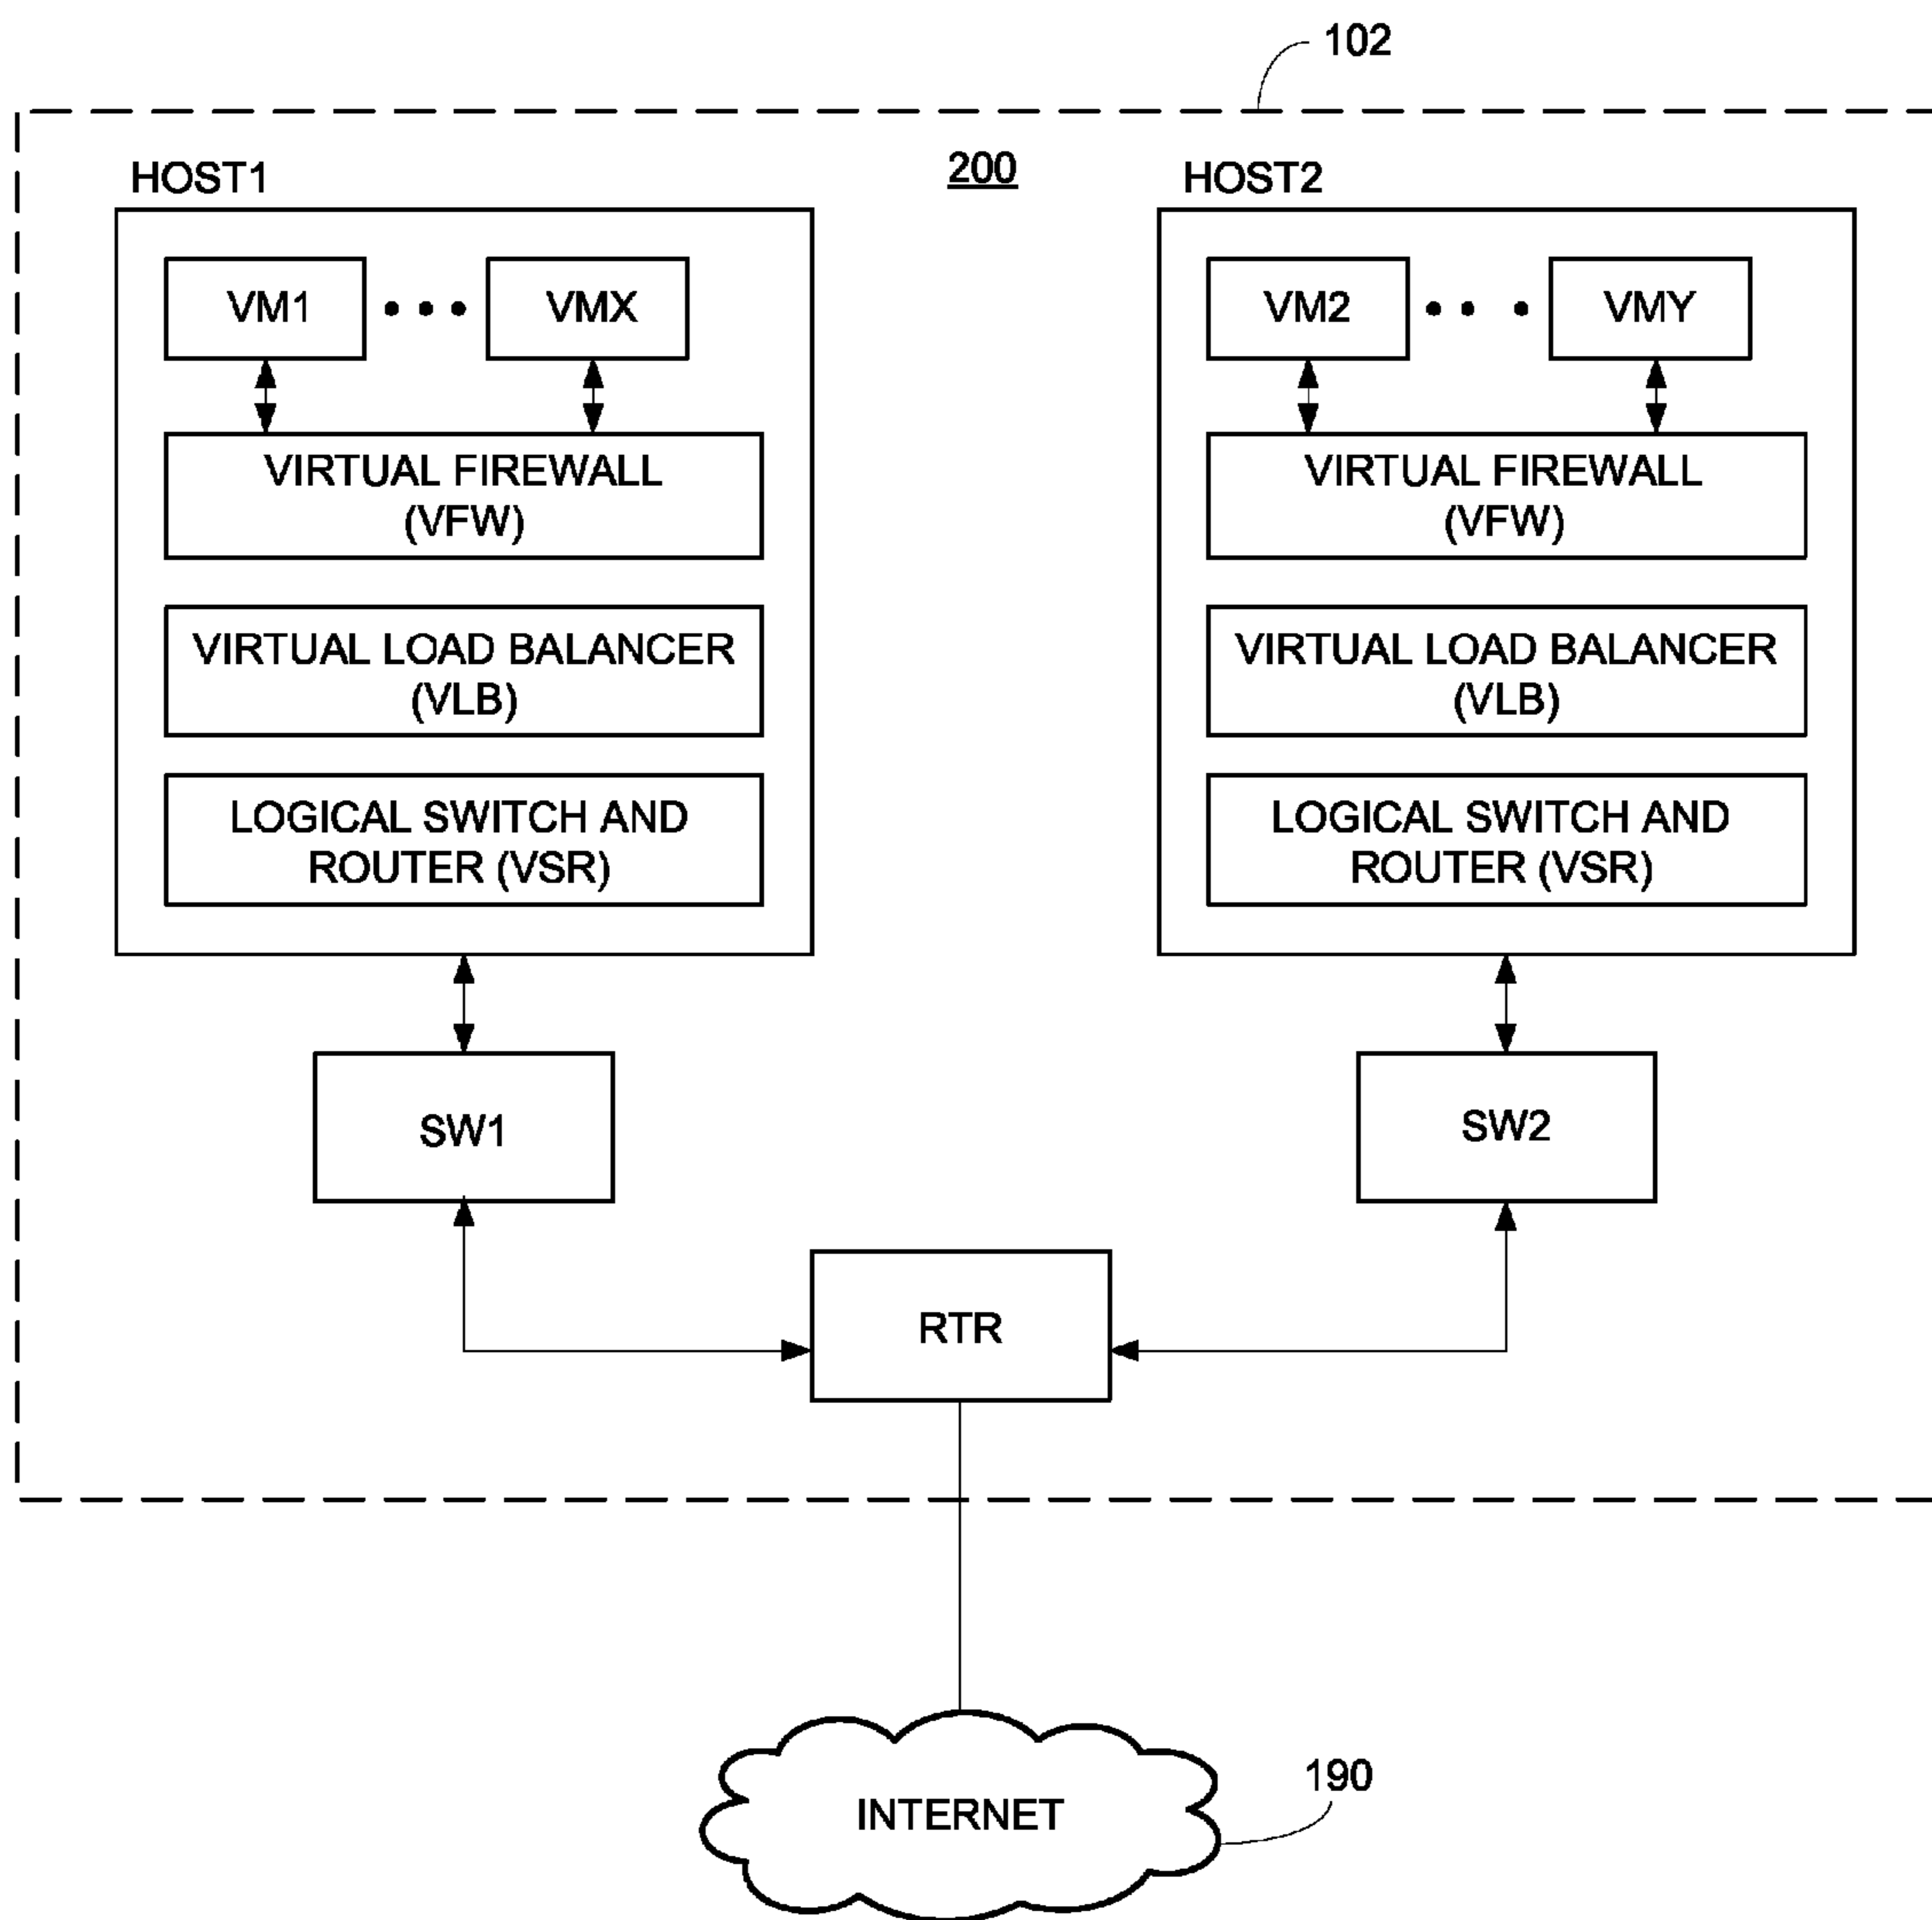 102
200
HOST1
VM1
VMX
VIRTUAL FIREWALL
(VFW)
VIRTUAL LOAD BALANCER
(VLB)
LOGICAL SWITCH AND
ROUTER (VSR)
HOST2
VM2
VMY
VIRTUAL FIREWALL
(VFW)
VIRTUAL LOAD BALANCER
(VLB)
LOGICAL SWITCH AND
ROUTER (VSR)
SW1
SW2
RTR
INTERNET
190